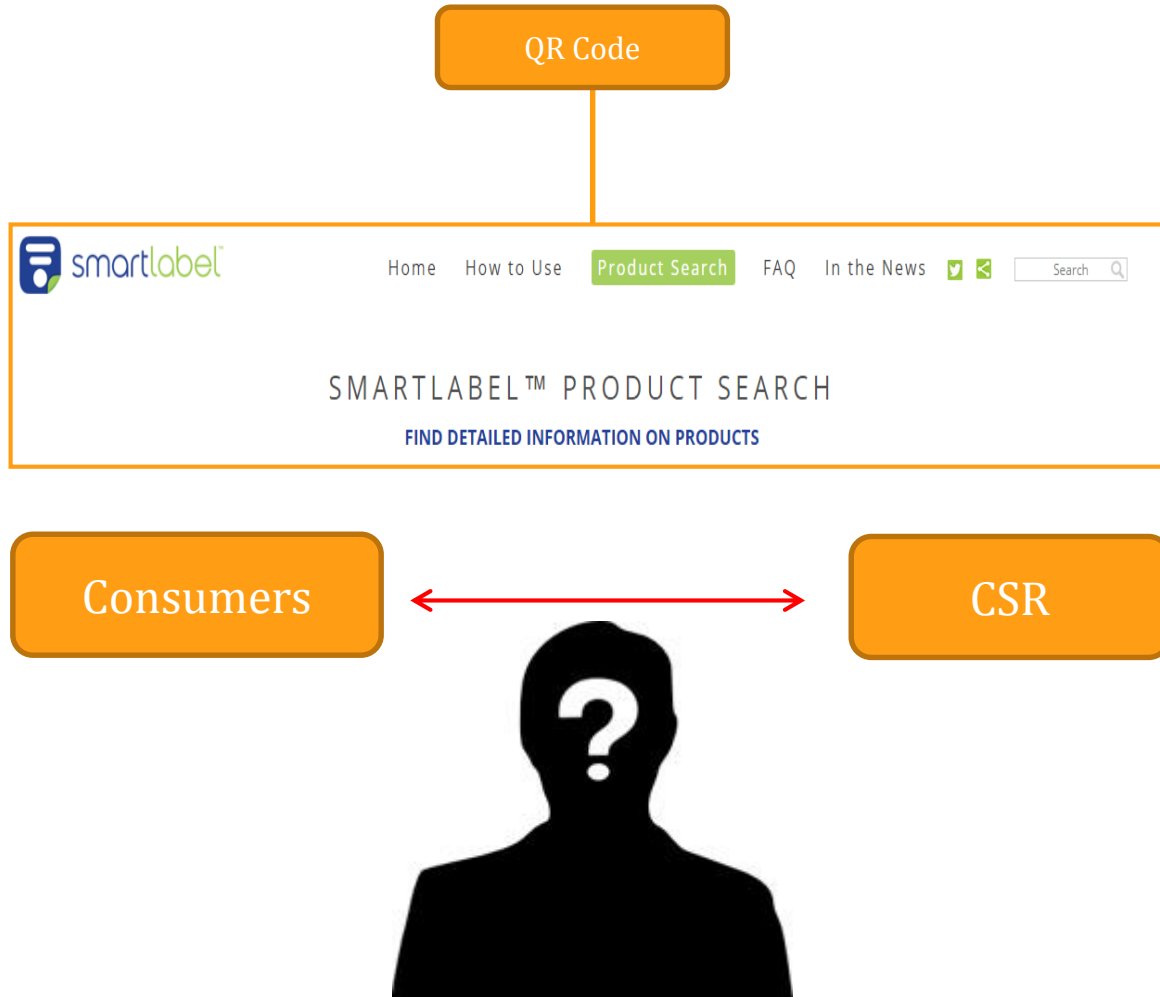 QR Code
smartlabel™
Home How to Use Product Search FAQ In the News Search
SMARTLABEL™ PRODUCT SEARCH
FIND DETAILED INFORMATION ON PRODUCTS
Consumers
CSR
?